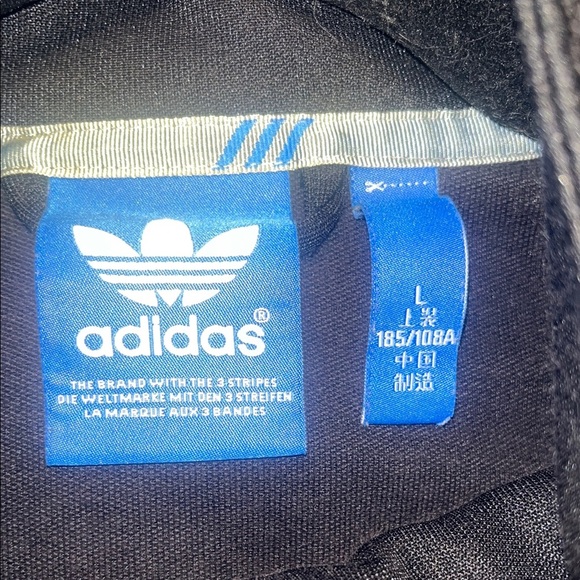 adidas®
THE BRAND WITH THE 3 STRIPES
DIE WELTMARKE MIT DEN 3 STREIFEN
LA MARQUE AUX 3 BANDES
L
上装
185/108A
中国
制造